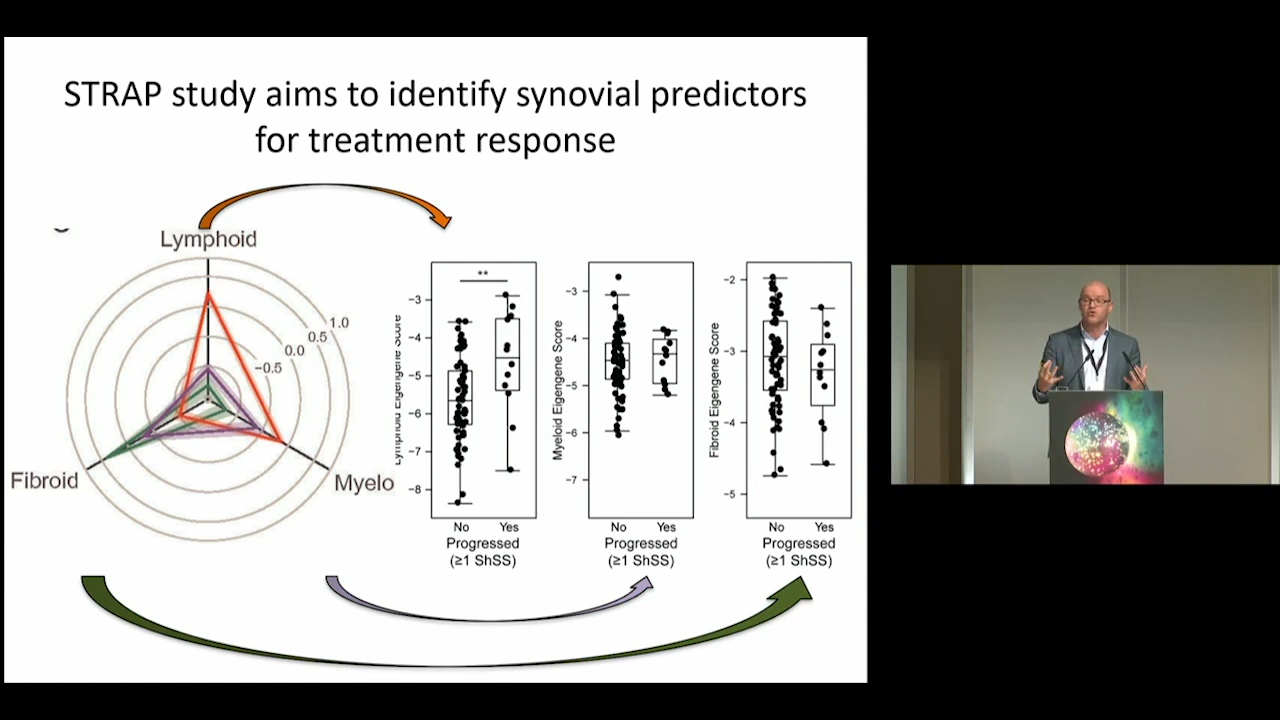 STRAP study aims to identify synovial predictors
for treatment response
Lymphoid
1.0
0.5
0.0
−0.5
Fibroid
Myelo
Lymphoid Eigengene Score
−3
−4
−5
−6
−7
−8
**
No Yes
Progressed
(≥1 ShSS)
Myeloid Eigengene Score
−3
−4
−5
−6
−7
No Yes
Progressed
(≥1 ShSS)
Fibroid Eigengene Score
−2
−3
−4
−5
No Yes
Progressed
(≥1 ShSS)